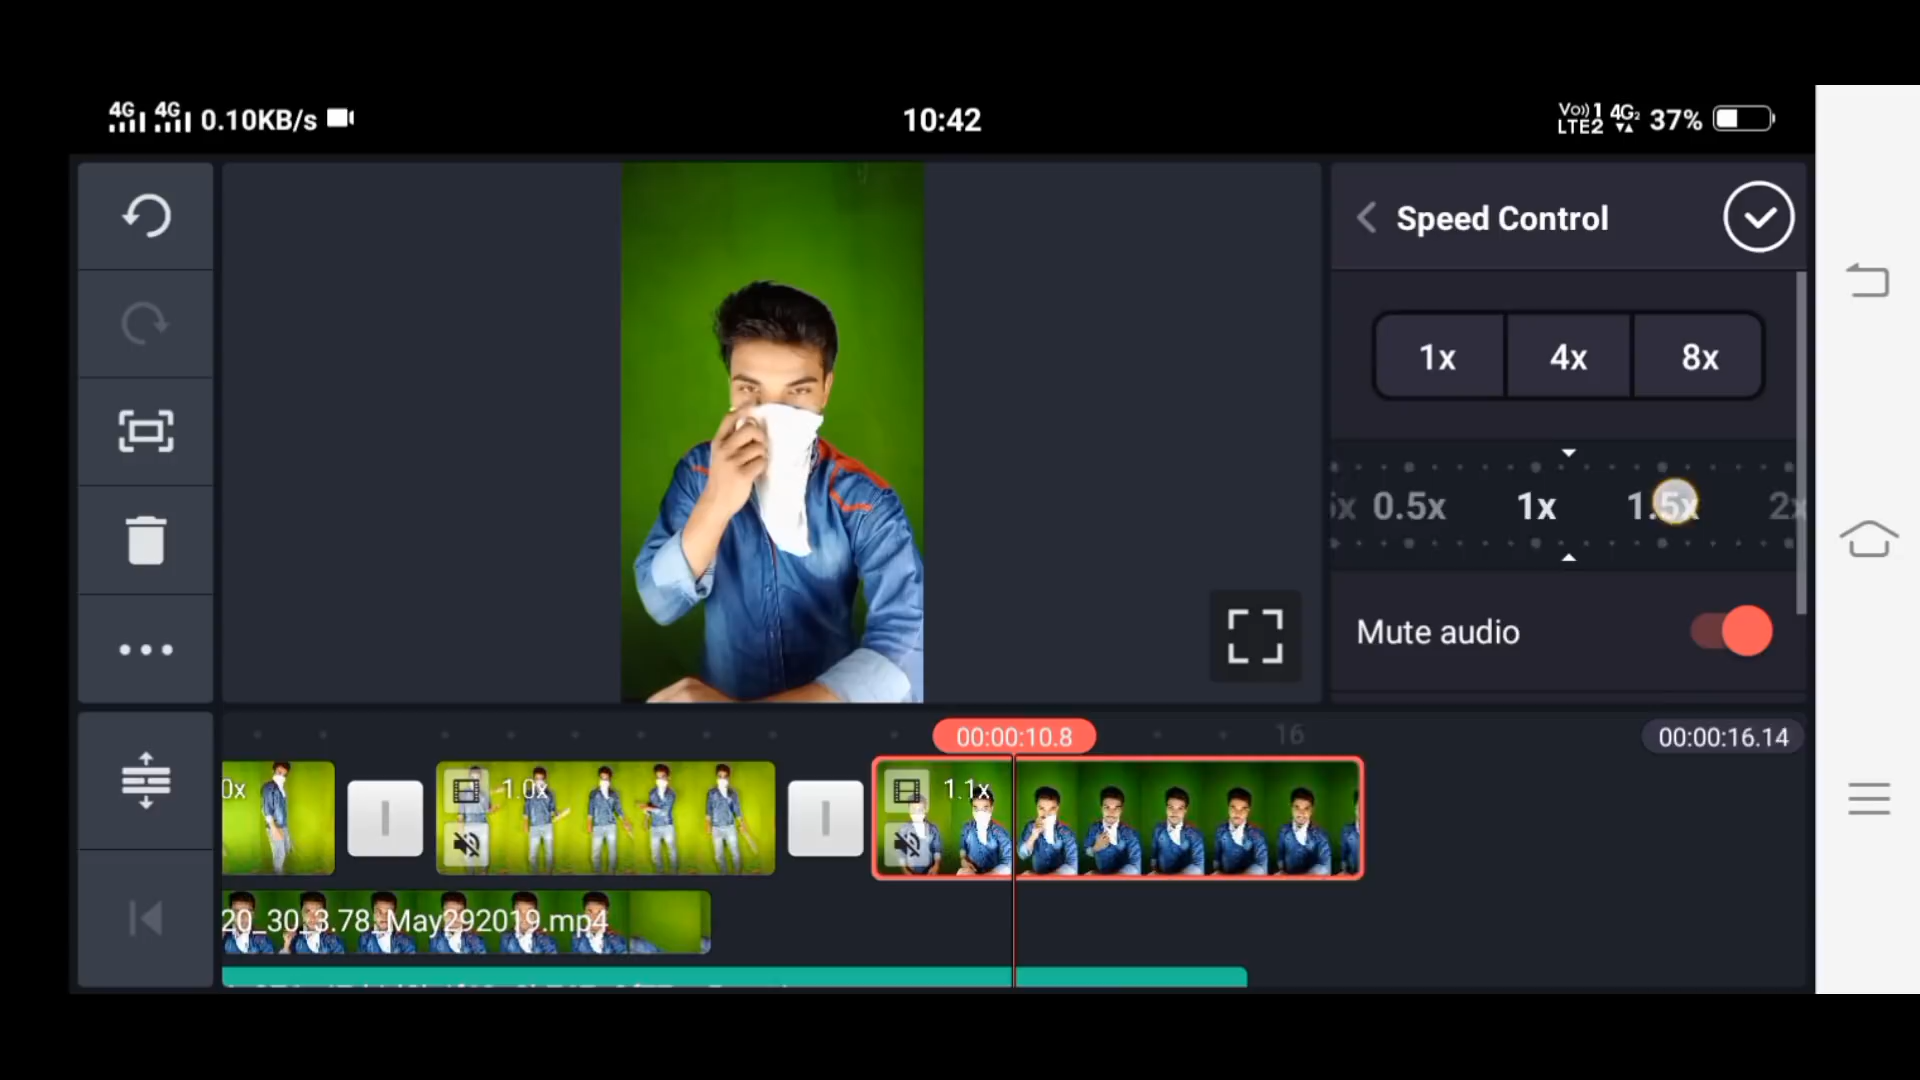 4G 4G 0.10KB/s
10:42
Vo)) 1 4G2 37%
LTE2
Speed Control
1x 4x 8x
0.5x 1x 1.5x 2x
Mute audio
00:00:10.8
16
00:00:16.14
0x
1.0x
1.1x
20_30_3.78_May292019.mp4